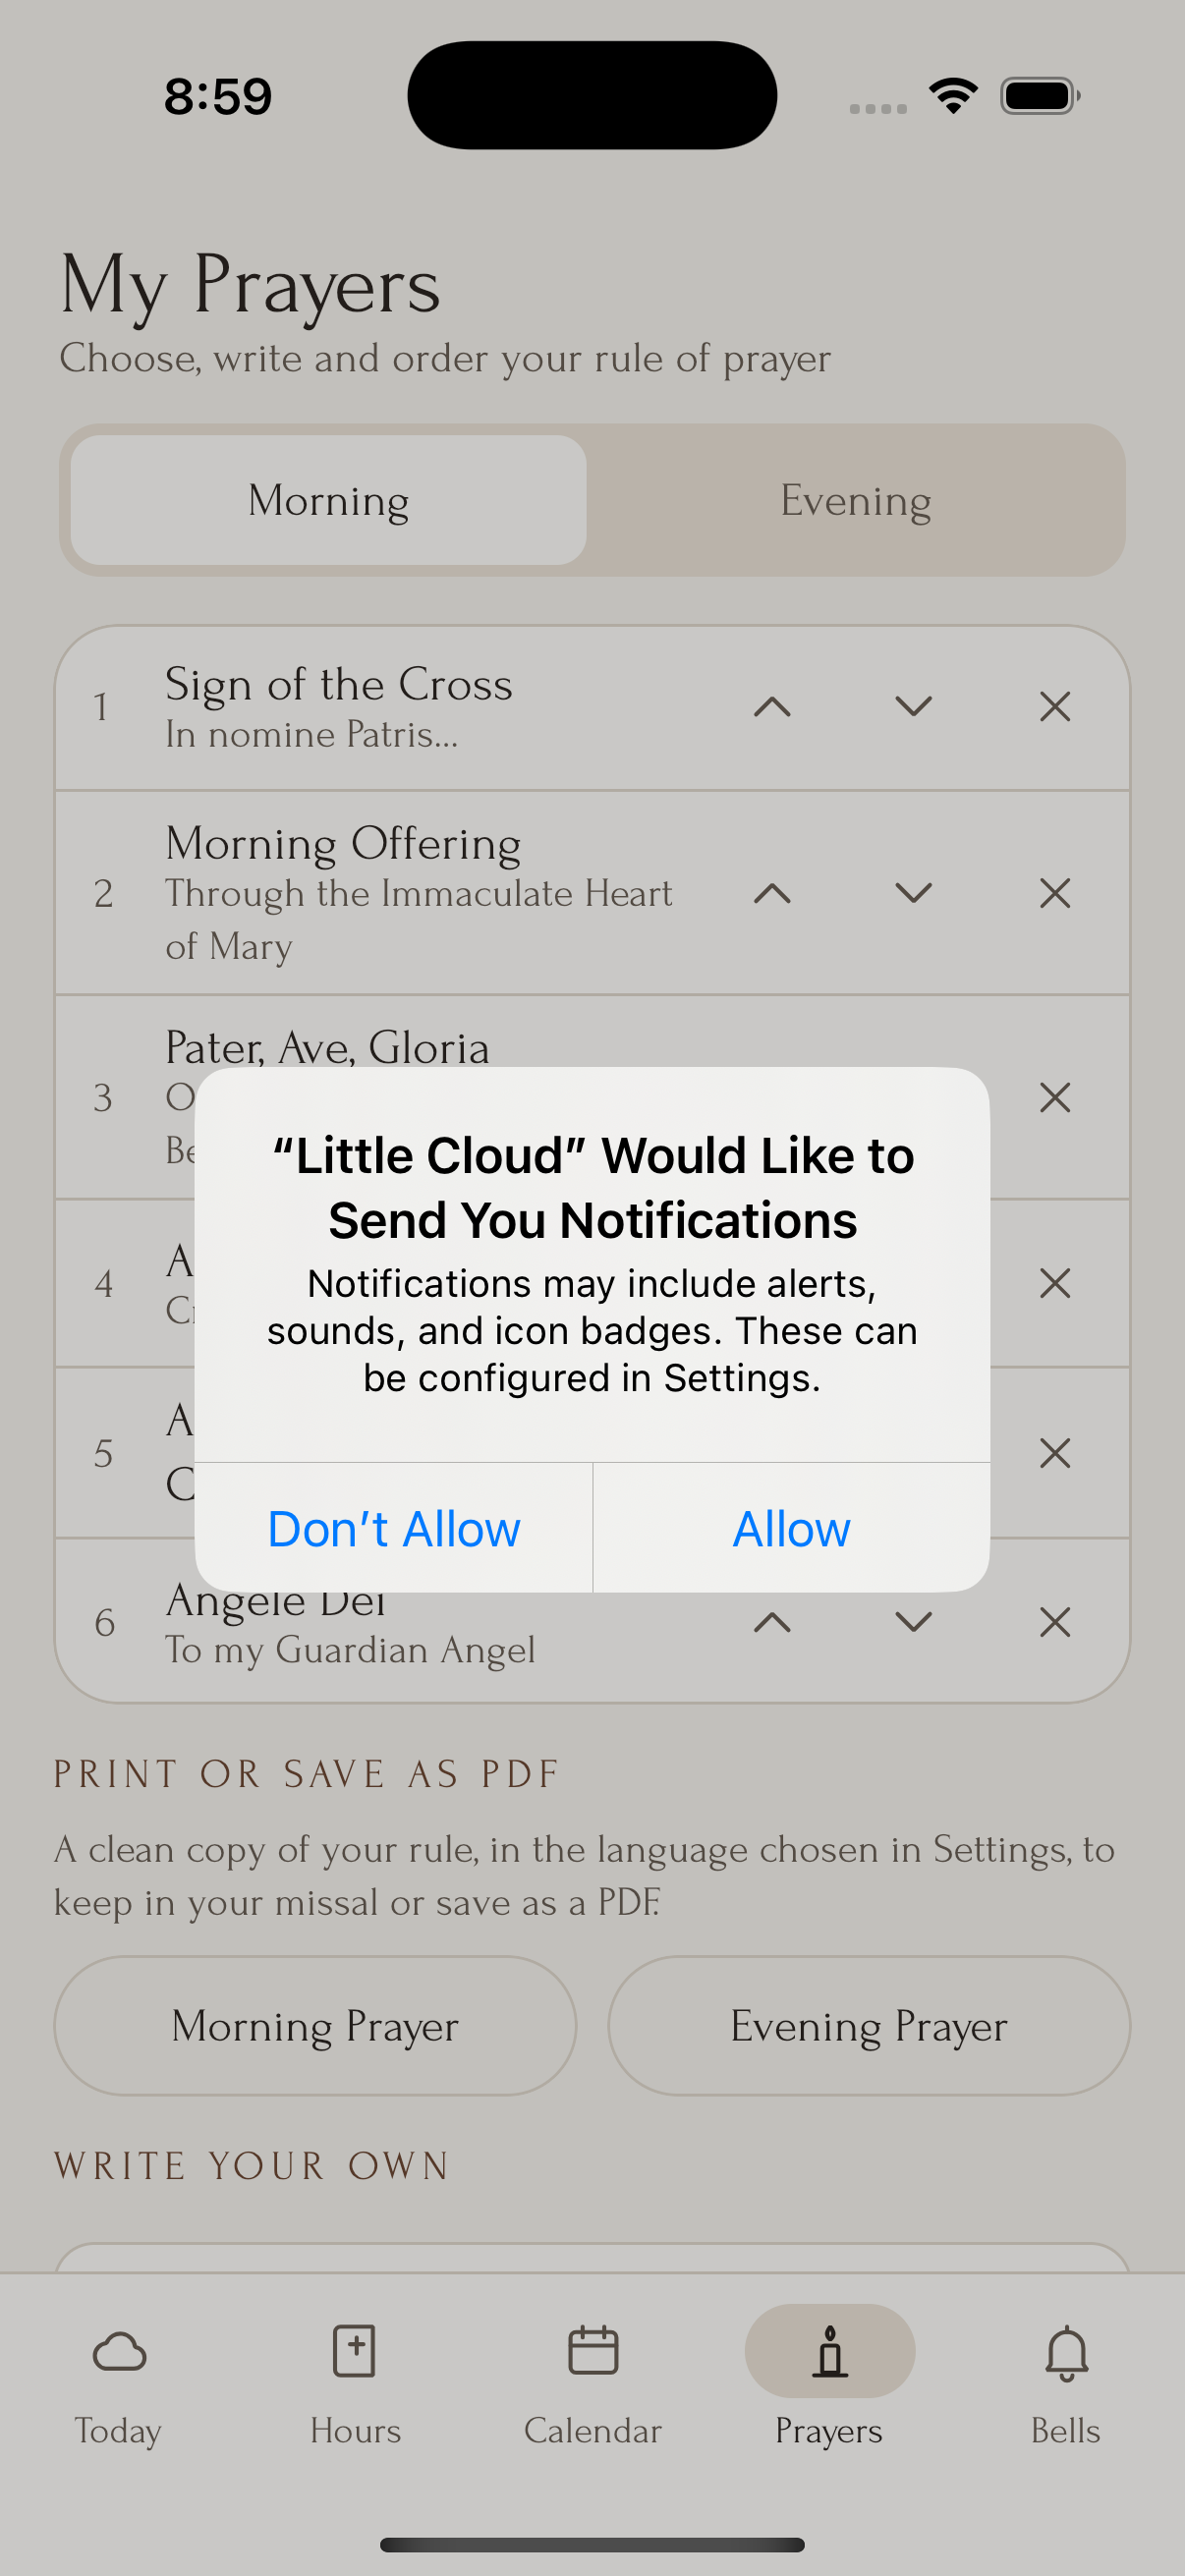 8:59
My Prayers
Choose, write and order your rule of prayer
Morning
Evening
1
Sign of the Cross
In nomine Patris...
2
Morning Offering
Through the Immaculate Heart
of Mary
3
Pater, Ave, Gloria
4
5
“Little Cloud” Would Like to
Send You Notifications
Notifications may include alerts,
sounds, and icon badges. These can
be configured in Settings.
Don’t Allow
Allow
6
Angele Dei
To my Guardian Angel
PRINT OR SAVE AS PDF
A clean copy of your rule, in the language chosen in Settings, to
keep in your missal or save as a PDF.
Morning Prayer
Evening Prayer
WRITE YOUR OWN
Today
Hours
Calendar
Prayers
Bells